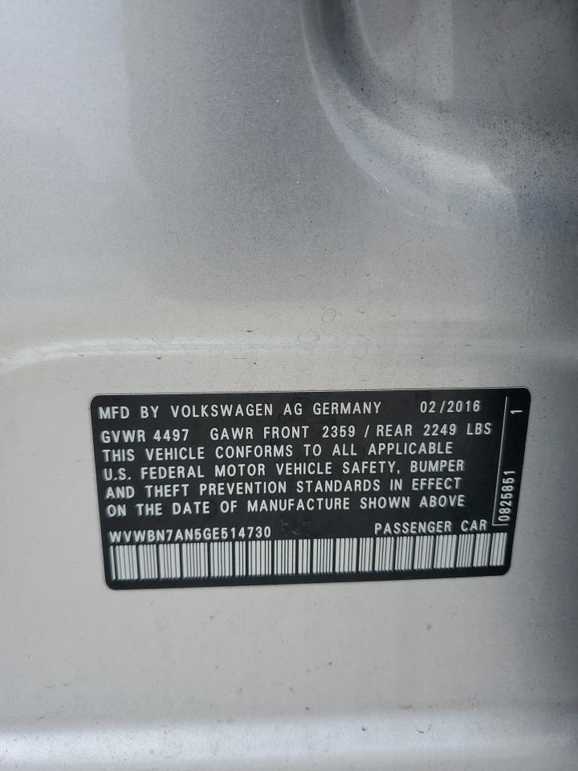 MFD BY VOLKSWAGEN AG GERMANY 02/2016
GVWR 4497 GAWR FRONT 2359 / REAR 2249 LBS
THIS VEHICLE CONFORMS TO ALL APPLICABLE
U.S. FEDERAL MOTOR VEHICLE SAFETY, BUMPER
AND THEFT PREVENTION STANDARDS IN EFFECT
ON THE DATE OF MANUFACTURE SHOWN ABOVE
WVWBN7AN5GE514730 PASSENGER CAR
0825851 1